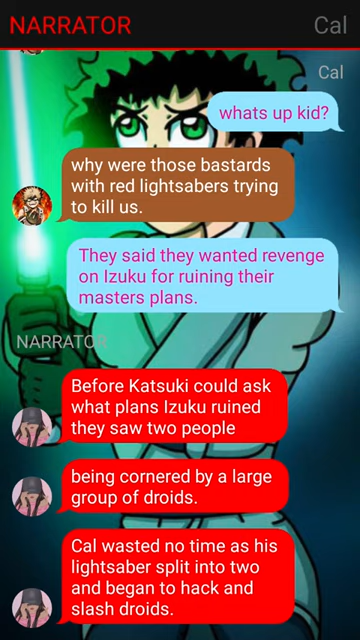 NARRATOR
Cal
Cal
whats up kid?
why were those bastards
with red lightsabers trying
to kill us.
They said they wanted revenge
on Izuku for ruining their
masters plans.
NARRATOR
Before Katsuki could ask
what plans Izuku ruined
they saw two people
being cornered by a large
group of droids.
Cal wasted no time as his
lightsaber split into two
and began to hack and
slash droids.